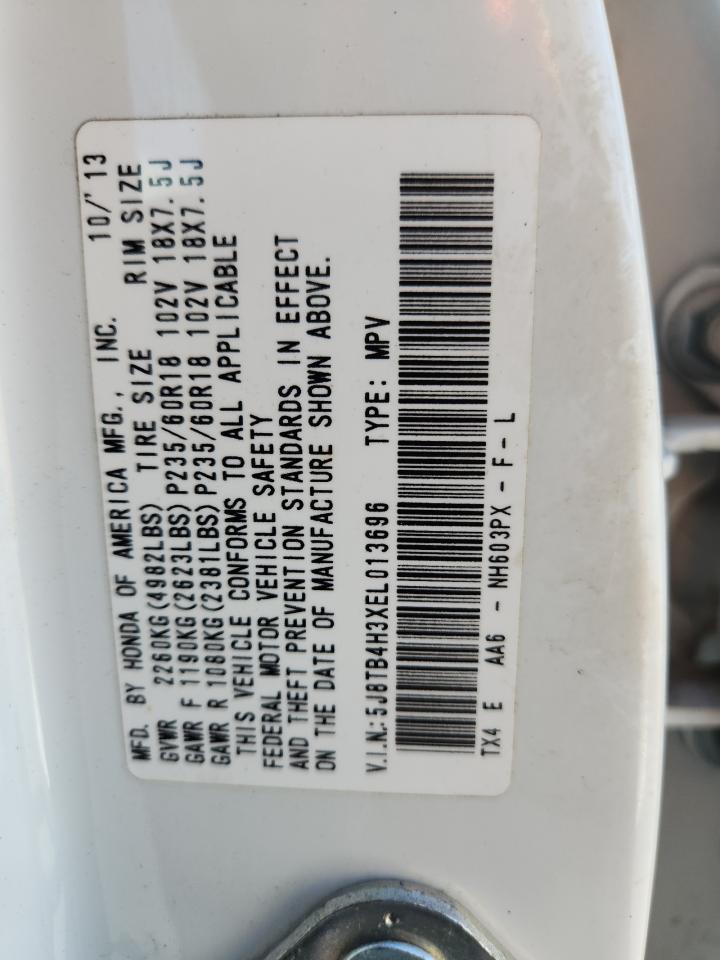 MFD. BY HONDA OF AMERICA MFG., INC. 10/'13
GVWR 2260KG(4982LBS) TIRE SIZE RIM SIZE
GAWR F 1190KG(2623LBS)P235/60R18 102V 18X7.5J
GAWR R 1080KG(2381LBS)P235/60R18 102V 18X7.5J
THIS VEHICLE CONFORMS TO ALL APPLICABLE
FEDERAL MOTOR VEHICLE SAFETY
AND THEFT PREVENTION STANDARDS IN EFFECT
ON THE DATE OF MANUFACTURE SHOWN ABOVE.
V.I.N.: 5J8TB4H3XEL013696 TYPE: MPV
TX4 E AA6 - NH603PX - F - L